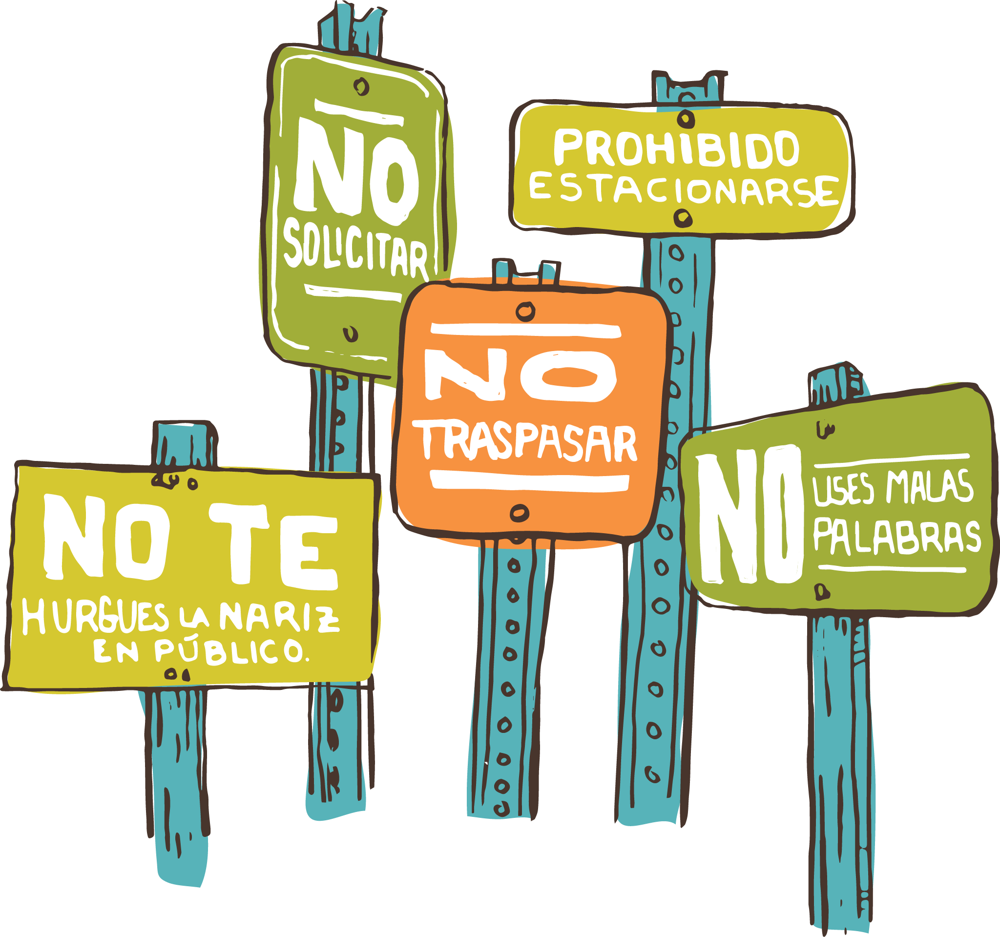 NO
SOLICITAR
PROHIBIDO
ESTACIONARSE
NO
TRASPASAR
NO TE
HURGUES LA NARIZ
EN PÚBLICO.
NO USES MALAS
PALABRAS